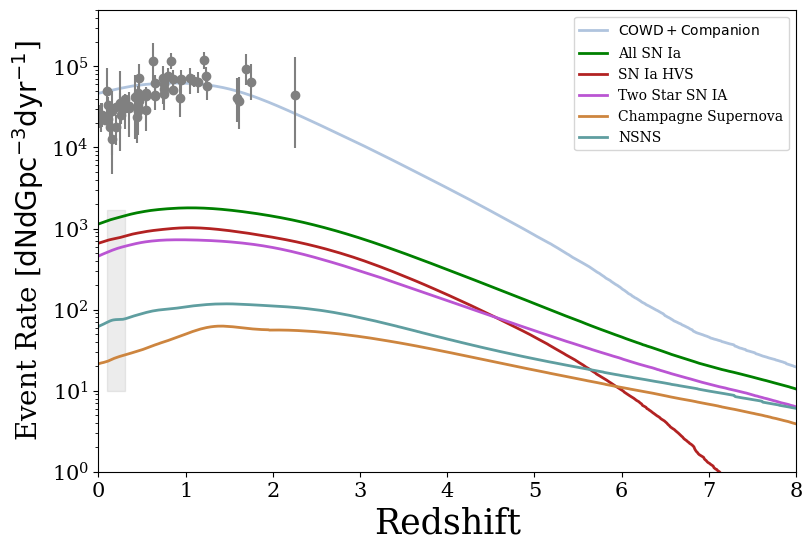 COWD + Companion
All SN Ia
SN Ia HVS
Two Star SN IA
Champagne Supernova
NSNS
Event Rate [dNdGpc⁻³dyr⁻¹]
10⁵
10⁴
10³
10²
10¹
10⁰
0 1 2 3 4 5 6 7 8
Redshift